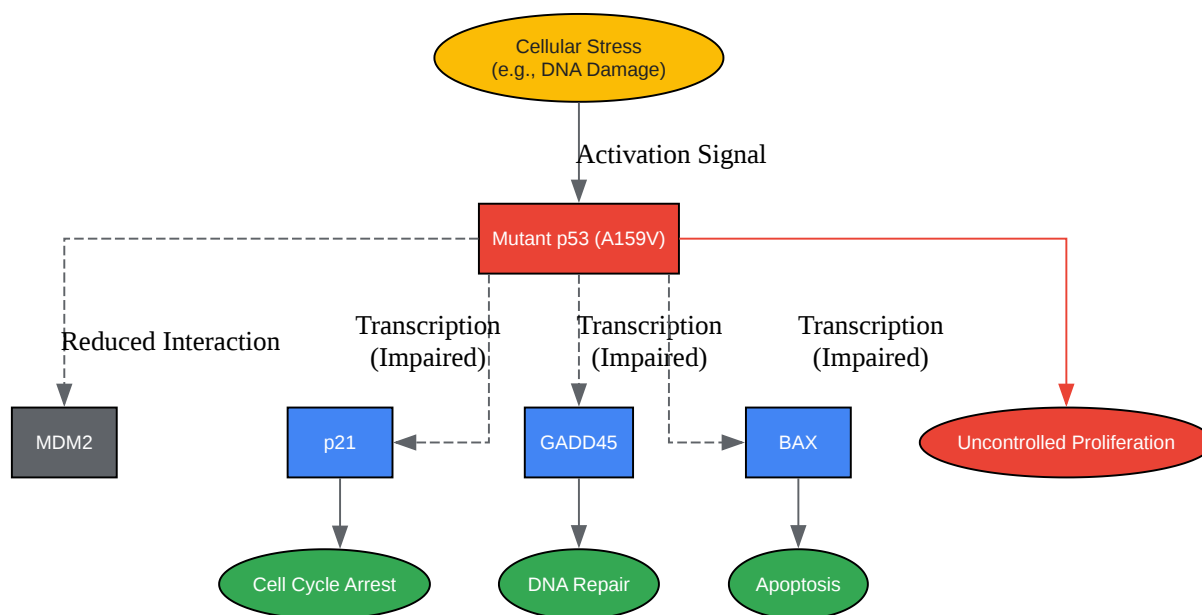 Cellular Stress
(e.g., DNA Damage)
Activation Signal
Mutant p53 (A159V)
Reduced Interaction
Transcription
(Impaired)
Transcription
(Impaired)
Transcription
(Impaired)
MDM2
p21
GADD45
BAX
Uncontrolled Proliferation
Cell Cycle Arrest
DNA Repair
Apoptosis